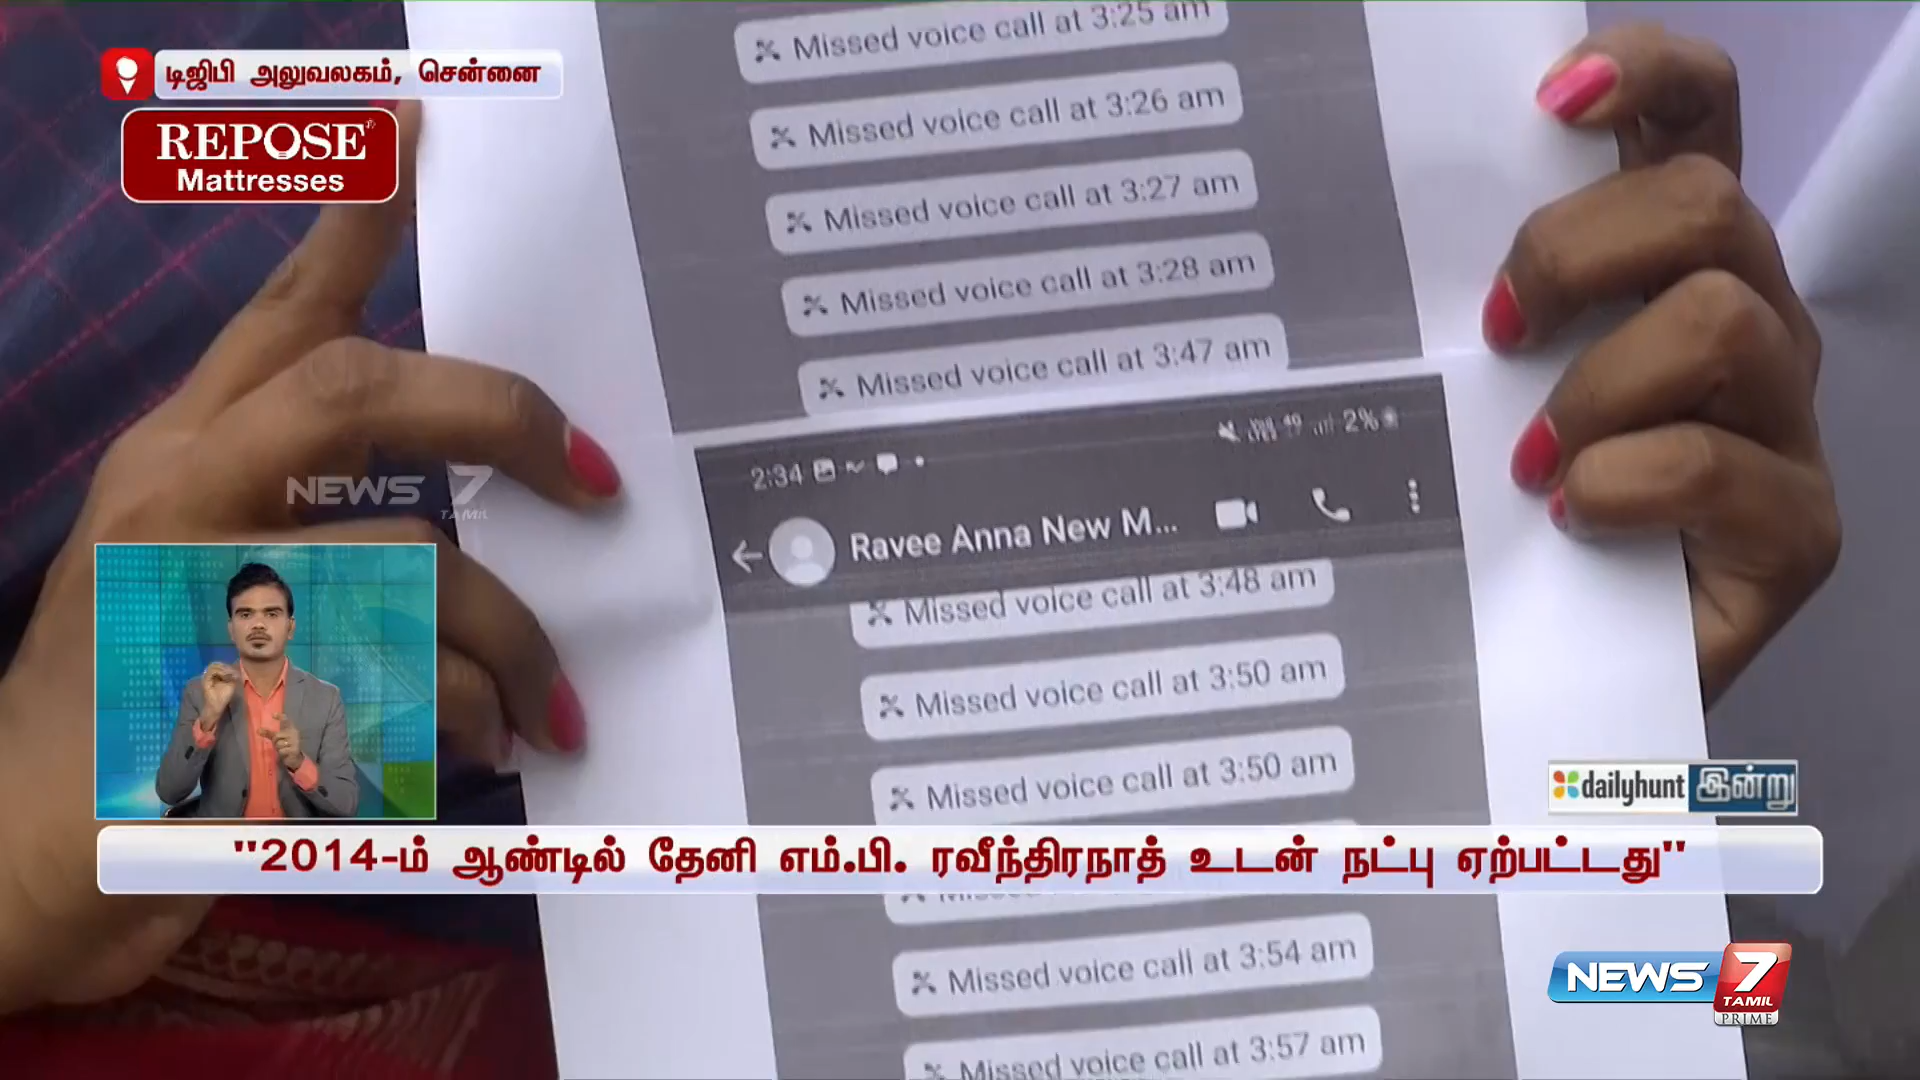 Missed voice call at 3:25 am
டிஜிபி அலுவலகம், சென்னை
REPOSE®
Mattresses
Missed voice call at 3:26 am
Missed voice call at 3:27 am
Missed voice call at 3:28 am
Missed voice call at 3:47 am
2:34
2%
NEWS 7
TAMIL
Ravee Anna New M...
Missed voice call at 3:48 am
Missed voice call at 3:50 am
Missed voice call at 3:50 am
dailyhunt இன்று
"2014-ம் ஆண்டில் தேனி எம்.பி. ரவீந்திரநாத் உடன் நட்பு ஏற்பட்டது"
Missed voice call at 3:54 am
NEWS 7
TAMIL
PRIME
Missed voice call at 3:57 am